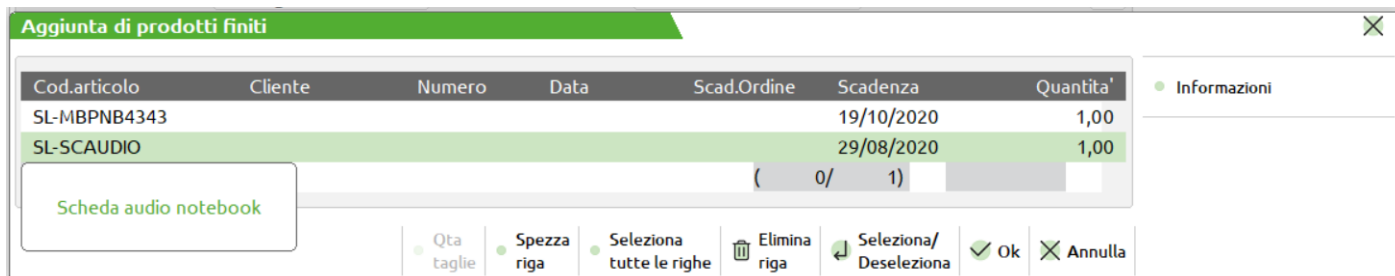 Aggiunta di prodotti finiti
Cod.articolo Cliente Numero Data Scad.Ordine Scadenza Quantita'
SL-MBPNB4343 19/10/2020 1,00
SL-SCAUDIO 29/08/2020 1,00
( 0/ 1)
Scheda audio notebook
Informazioni
Qta taglie
Spezza riga
Seleziona tutte le righe
Elimina riga
Seleziona/ Deseleziona
Ok
Annulla